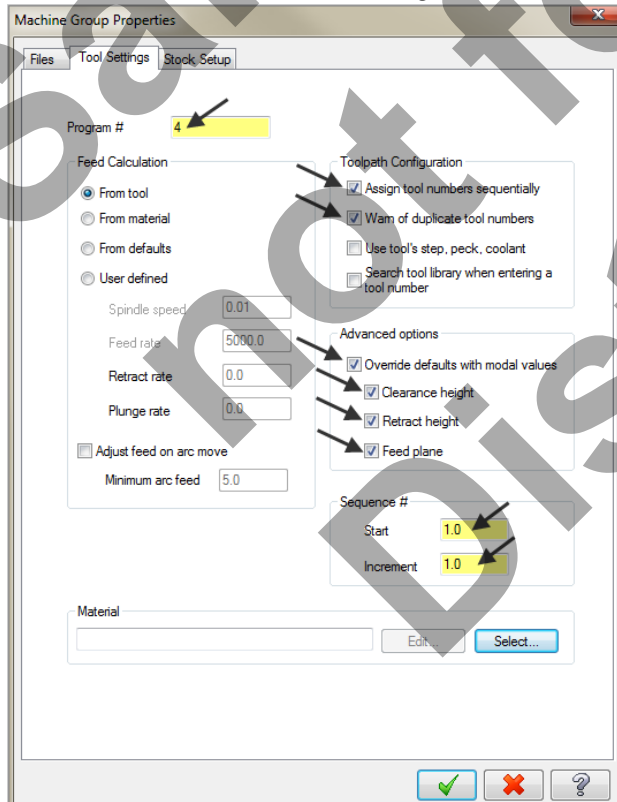 Machine Group Properties
Files Tool Settings Stock Setup
Program # 4
Feed Calculation
From tool
From material
From defaults
User defined
Spindle speed 0.01
Feed rate 5000.0
Retract rate 0.0
Plunge rate 0.0
Adjust feed on arc move
Minimum arc feed 5.0
Toolpath Configuration
Assign tool numbers sequentially
Warn of duplicate tool numbers
Use tool's step, peck, coolant
Search tool library when entering a
tool number
Advanced options
Override defaults with modal values
Clearance height
Retract height
Feed plane
Sequence #
Start 1.0
Increment 1.0
Material
Edit... Select...